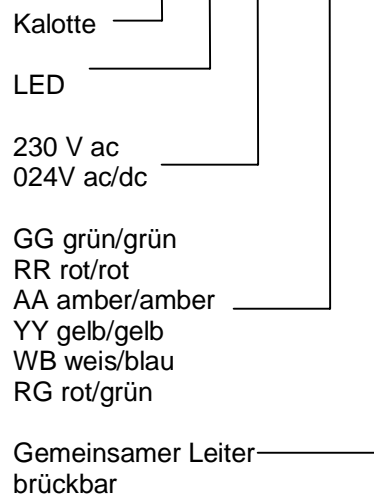 Kalotte
LED
230 V ac
024V ac/dc
GG grün/grün
RR rot/rot
AA amber/amber
YY gelb/gelb
WB weis/blau
RG rot/grün
Gemeinsamer Leiter
brückbar